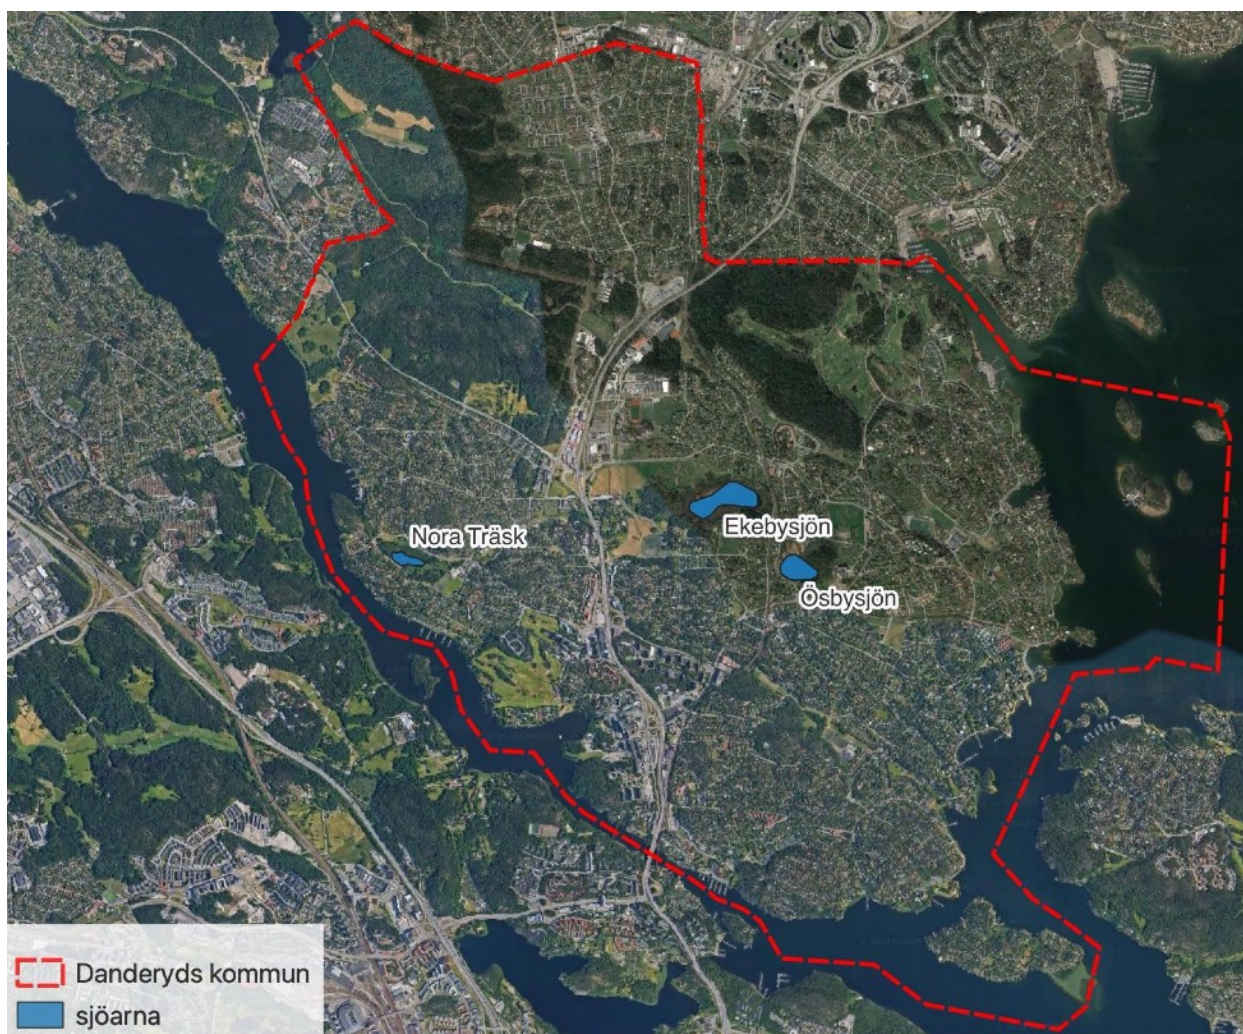 Nora Träsk
Ekebysjön
Ösbysjön
Danderyds kommun
sjöarna